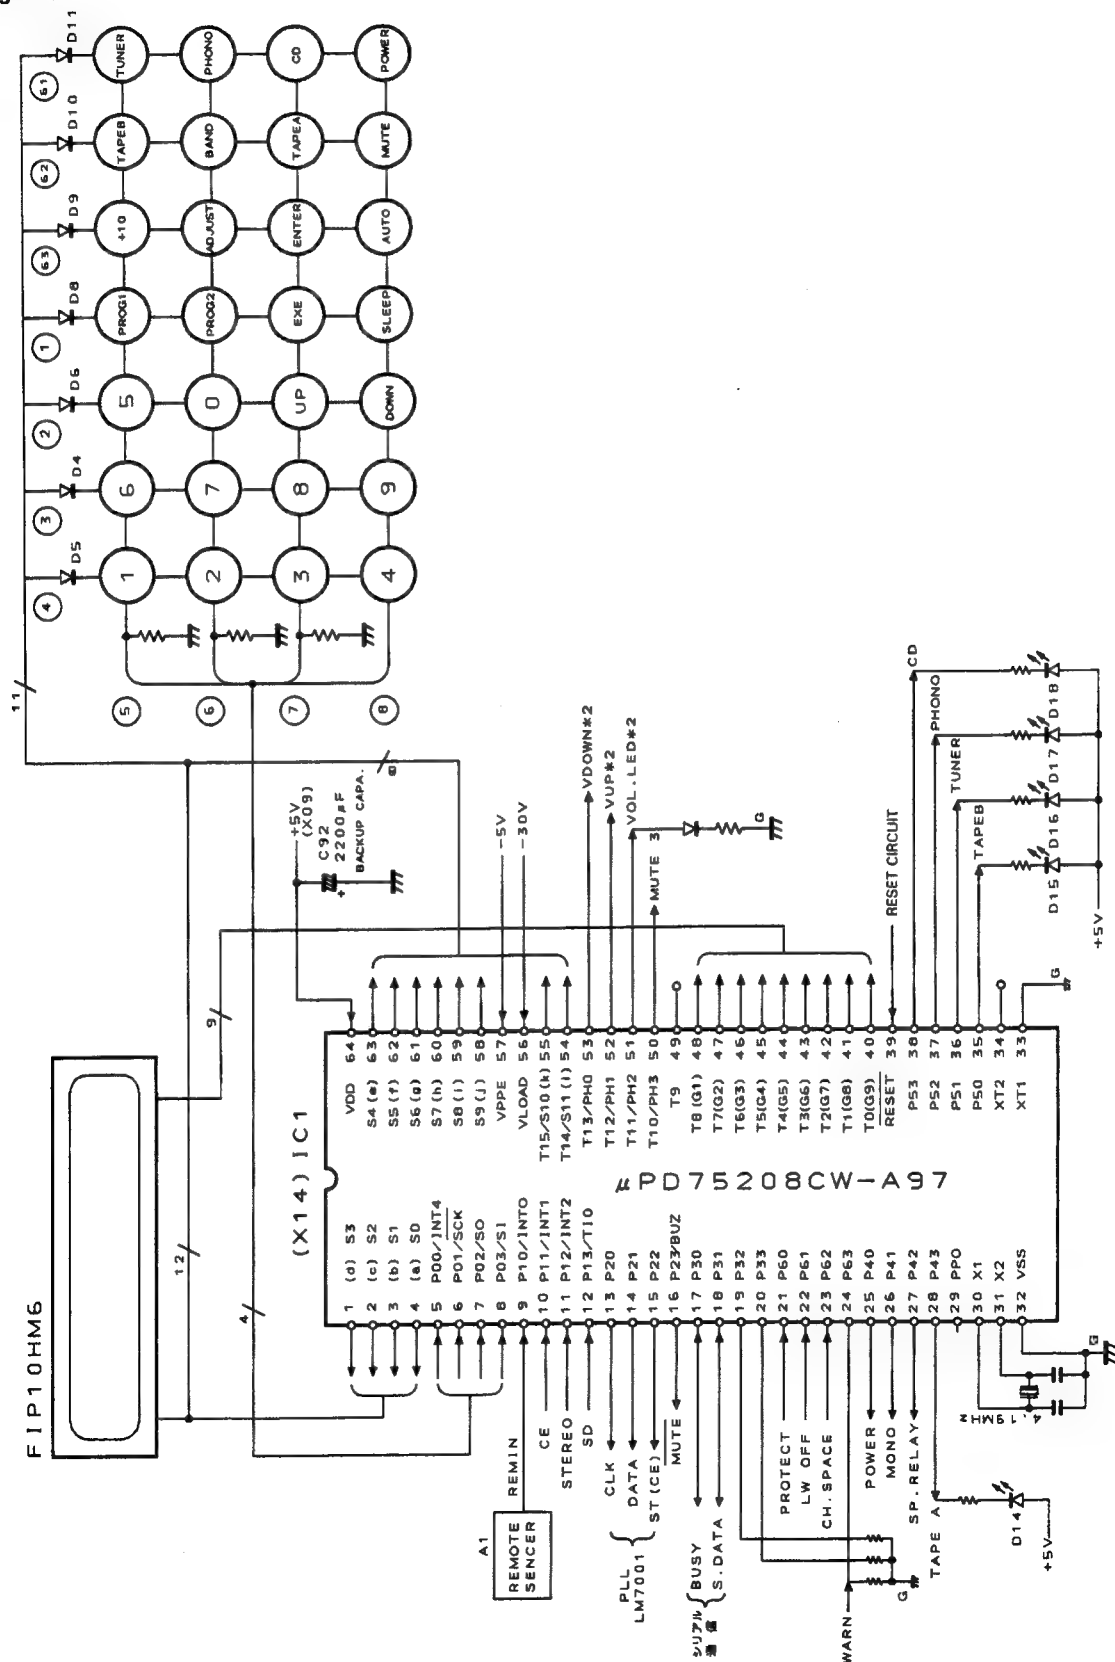 FIP10HM6
12
9
11
4
8
61
D11
62
D10
63
D9
1
D8
2
D6
3
D4
4
D5
TUNER
PHONO
CD
POWER
TAPEB
BAND
TAPEA
MUTE
+10
ADJUST
ENTER
AUTO
PROG1
PROG2
EXE
SLEEP
5
0
UP
DOWN
6
7
8
9
1
2
3
4
5
6
7
8
+5V
(X09)
C92
2200µF
BACKUP CAPA.
+
(X14) IC1
µPD75208CW-A97
1 (d) S3
2 (c) S2
3 (b) S1
4 (a) S0
5 P00/INT4
6 P01/SCK
7 P02/SO
8 P03/SI
9 P10/INT0
10 P11/INT1
11 P12/INT2
12 P13/TI0
13 P20
14 P21
15 P22
16 P23/BUZ
17 P30
18 P31
19 P32
20 P33
21 P60
22 P61
23 P62
24 P63
25 P40
26 P41
27 P42
28 P43
29 PPO
30 X1
31 X2
32 VSS
VDD 64
S4(e) 63
S5(f) 62
S6(g) 61
S7(h) 60
S8(i) 59
S9(j) 58
VPPE 57
VLOAD 56
T15/S10(k) 55
T14/S11(l) 54
T13/PH0 53
T12/PH1 52
T11/PH2 51
T10/PH3 50
T9 49
T8(G1) 48
T7(G2) 47
T6(G3) 46
T5(G4) 45
T4(G5) 44
T3(G6) 43
T2(G7) 42
T1(G8) 41
T0(G9) 40
RESET 39
P53 38
P52 37
P51 36
P50 35
XT2 34
XT1 33
A1
REMOTE
SENCER
REMIN
CE
STEREO
SD
PLL
LM7001
CLK
DATA
ST(CE)
MUTE
シリアル
通信
BUSY
S.DATA
PROTECT
LW OFF
CH.SPACE
WARN
G
POWER
MONO
SP.RELAY
TAPE A
D14
+5V
4.19MHz
G
-5V
-30V
VDOWN*2
VUP*2
VOL.LED*2
MUTE 3
G
RESET CIRCUIT
CD
PHONO
TUNER
TAPEB
D15
D16
D17
D18
+5V
G